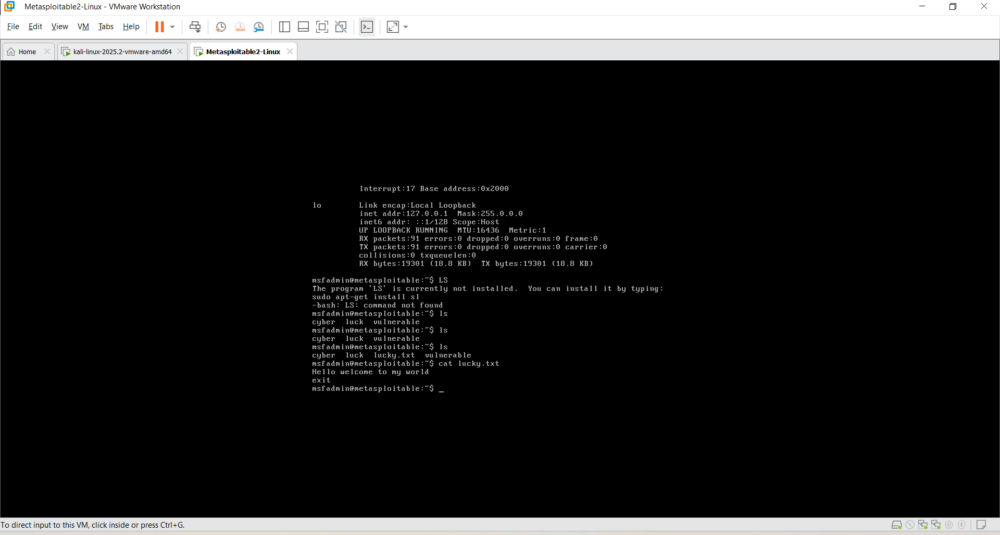 Metasploitable2-Linux - VMware Workstation
File Edit View VM Tabs Help
Home kali-linux-2025.2-vmware-amd64 Metasploitable2-Linux
Interrupt:17 Base address:0x2000
lo Link encap:Local Loopback
inet addr:127.0.0.1 Mask:255.0.0.0
inet6 addr: ::1/128 Scope:Host
UP LOOPBACK RUNNING MTU:16436 Metric:1
RX packets:91 errors:0 dropped:0 overruns:0 frame:0
TX packets:91 errors:0 dropped:0 overruns:0 carrier:0
collisions:0 txqueuelen:0
RX bytes:19301 (18.8 KB) TX bytes:19301 (18.8 KB)
msfadmin@metasploitable:~$ LS
The program 'LS' is currently not installed. You can install it by typing:
sudo apt-get install sl
-bash: LS: command not found
msfadmin@metasploitable:~$ ls
cyber luck vulnerable
msfadmin@metasploitable:~$ ls
cyber luck vulnerable
msfadmin@metasploitable:~$ ls
cyber luck lucky.txt vulnerable
msfadmin@metasploitable:~$ cat lucky.txt
Hello welcome to my world
exit
msfadmin@metasploitable:~$ _
To direct input to this VM, click inside or press Ctrl+G.